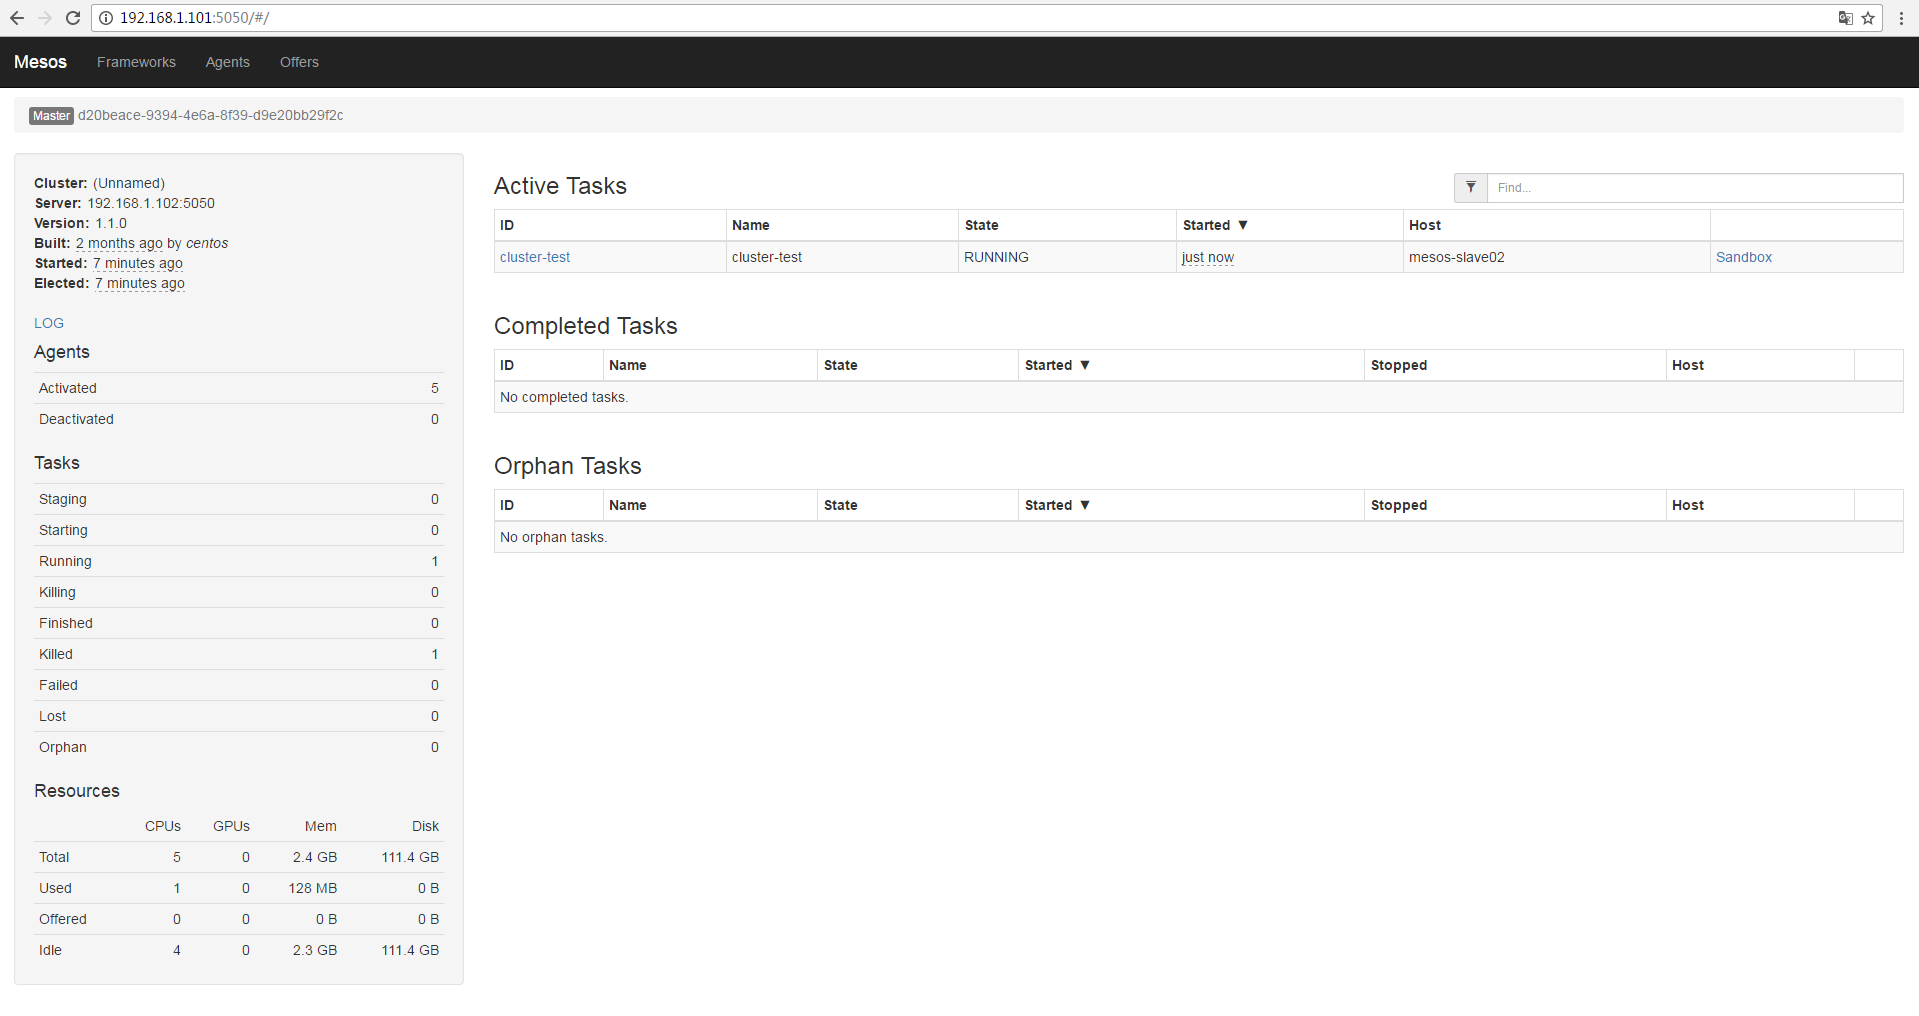 192.168.1.101:5050/#/
Mesos Frameworks Agents Offers
Master d20beace-9394-4e6a-8f39-d9e20bb29f2c
Cluster: (Unnamed)
Server: 192.168.1.102:5050
Version: 1.1.0
Built: 2 months ago by centos
Started: 7 minutes ago
Elected: 7 minutes ago
LOG
Agents
Activated 5
Deactivated 0
Tasks
Staging 0
Starting 0
Running 1
Killing 0
Finished 0
Killed 1
Failed 0
Lost 0
Orphan 0
Resources
CPUs GPUs Mem Disk
Total 5 0 2.4 GB 111.4 GB
Used 1 0 128 MB 0 B
Offered 0 0 0 B 0 B
Idle 4 0 2.3 GB 111.4 GB
Active Tasks
Find...
ID Name State Started ▼ Host
cluster-test cluster-test RUNNING just now mesos-slave02 Sandbox
Completed Tasks
ID Name State Started ▼ Stopped Host
No completed tasks.
Orphan Tasks
ID Name State Started ▼ Stopped Host
No orphan tasks.